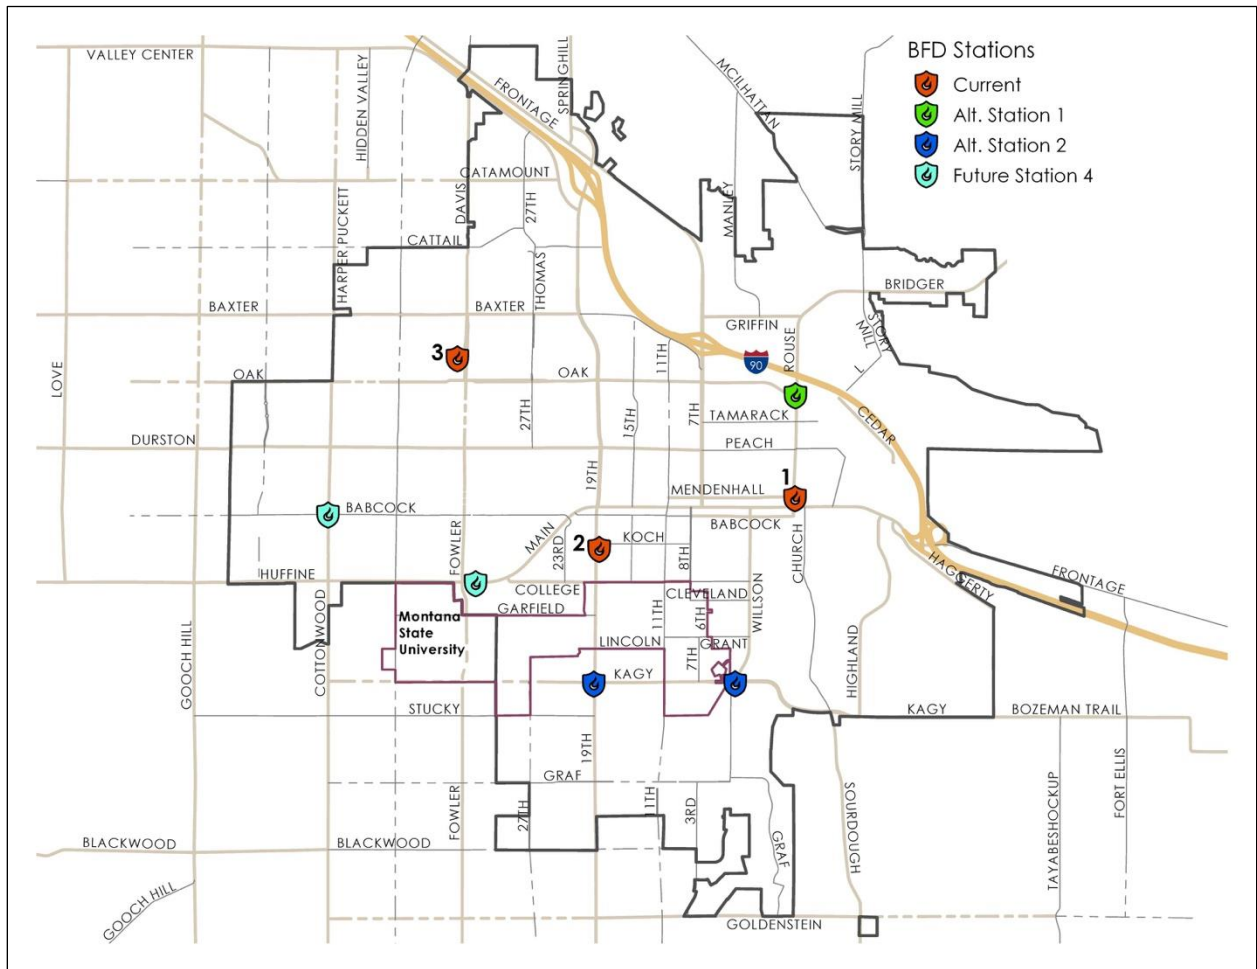 BFD Stations
Current
Alt. Station 1
Alt. Station 2
Future Station 4
VALLEY CENTER
HIDDEN VALLEY
FRONTAGE
SPRINGHILL
MCILHATTAN
STORY MILL
CATAMOUNT
DAVIS
27TH
MANLEY
HARPER PUCKETT
CATTAIL
THOMAS
BRIDGER
BAXTER
BAXTER
GRIFFIN
STORY
MILL
ROUSE
11TH
3
90
LOVE
OAK
OAK
L
27TH
15TH
7TH
TAMARACK
CEDAR
DURSTON
PEACH
19TH
1
MENDENHALL
BABCOCK
BABCOCK
MAIN
FOWLER
23RD
2
KOCH
8TH
CHURCH
HAGGERTY
FRONTAGE
HUFFINE
COLLEGE
CLEVELAND
WILLSON
GARFIELD
11TH
6TH
Montana
State
University
LINCOLN
GRANT
7TH
HIGHLAND
GOOCH HILL
COTTONWOOD
KAGY
STUCKY
KAGY
BOZEMAN TRAIL
19TH
GRAF
FOWLER
27TH
11TH
3RD
GRAF
SOURDOUGH
TAYABESHOCKUP
FORT ELLIS
BLACKWOOD
BLACKWOOD
GOOCH HILL
GOLDENSTEIN